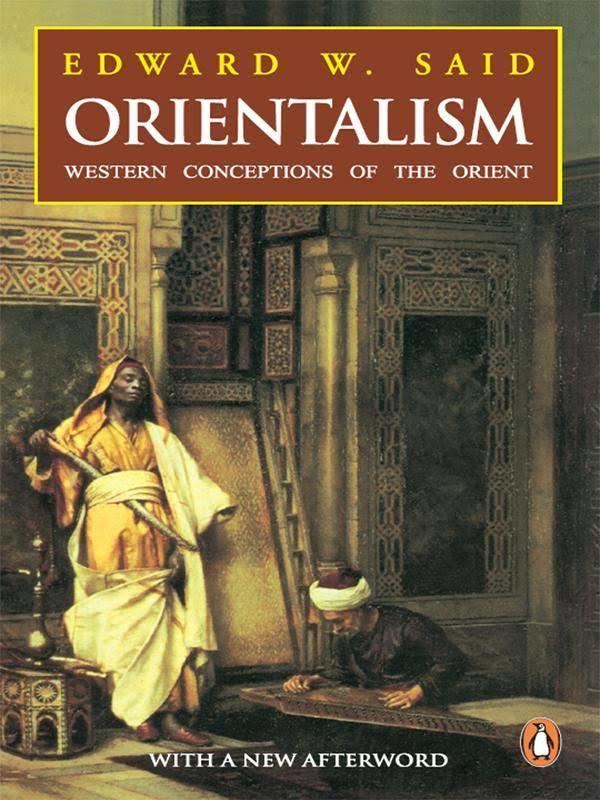 EDWARD W. SAID
ORIENTALISM
WESTERN CONCEPTIONS OF THE ORIENT
WITH A NEW AFTERWORD